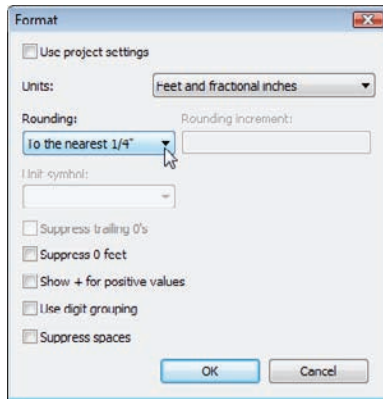 Format
Use project settings
Units: Feet and fractional inches
Rounding: Rounding increment:
To the nearest 1/4"
Unit symbol:
Suppress trailing 0's
Suppress 0 feet
Show + for positive values
Use digit grouping
Suppress spaces
OK Cancel